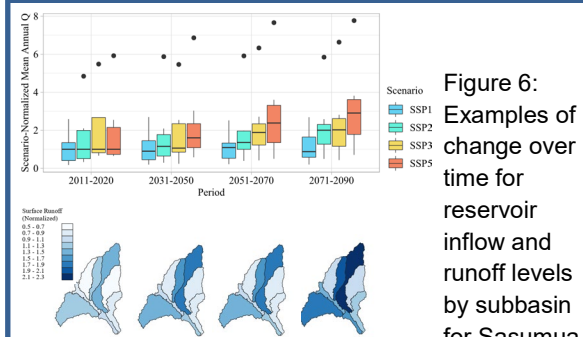 8
6
4
2
0
Scenario-Normalized Mean Annual Q
2011-2020
2031-2050
2051-2070
2071-2090
Period
Scenario
SSP1
SSP2
SSP3
SSP5
Surface Runoff
(Normalized)
0.5 - 0.7
0.7 - 0.9
0.9 - 1.1
1.1 - 1.3
1.3 - 1.5
1.5 - 1.7
1.7 - 1.9
1.9 - 2.1
2.1 - 2.3
Figure 6:
Examples of
change over
time for
reservoir
inflow and
runoff levels
by subbasin
for Sasumua